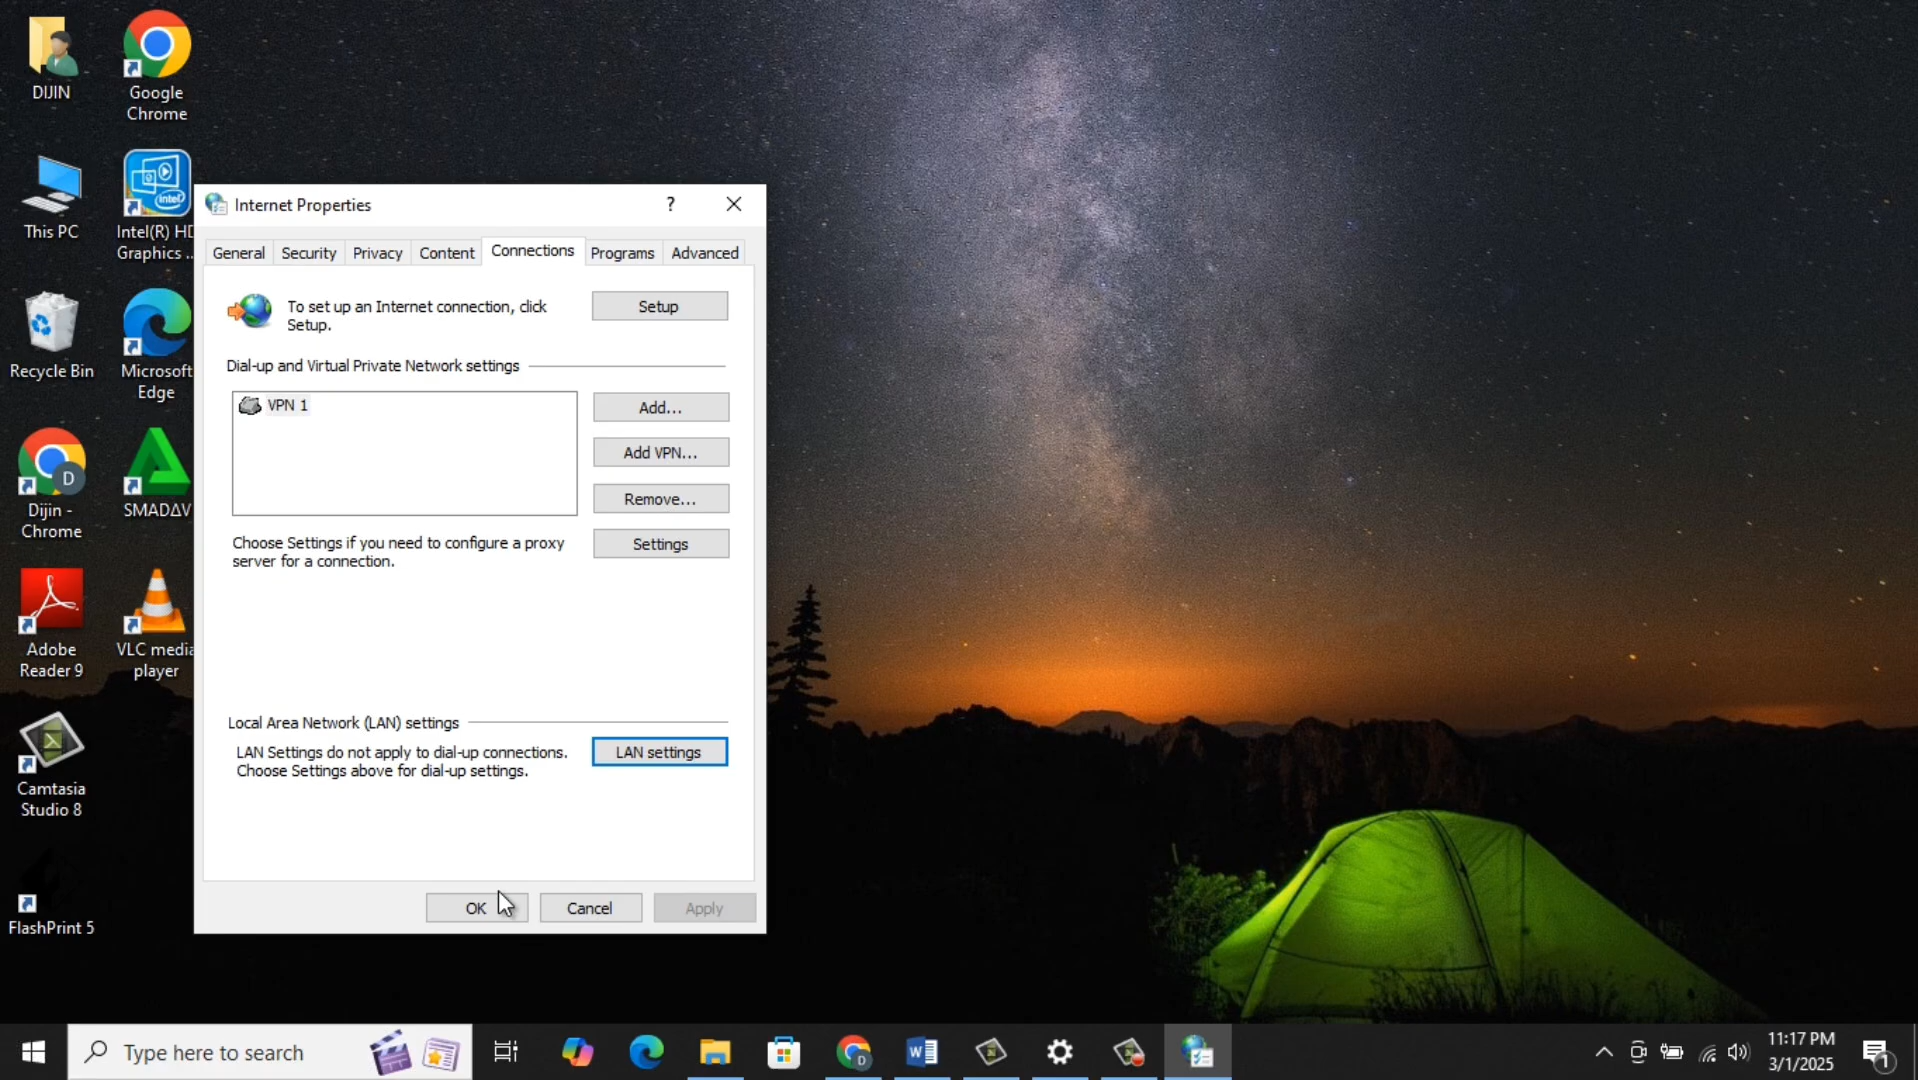 DIJIN
Google
Chrome
This PC
Intel(R) HD
Graphics ...
Recycle Bin
Microsoft
Edge
Dijin -
Chrome
SMADΔV
Adobe
Reader 9
VLC media
player
Camtasia
Studio 8
FlashPrint 5
Internet Properties
?
General
Security
Privacy
Content
Connections
Programs
Advanced
To set up an Internet connection, click
Setup.
Setup
Dial-up and Virtual Private Network settings
VPN 1
Add...
Add VPN...
Remove...
Choose Settings if you need to configure a proxy
server for a connection.
Settings
Local Area Network (LAN) settings
LAN Settings do not apply to dial-up connections.
Choose Settings above for dial-up settings.
LAN settings
OK
Cancel
Apply
Type here to search
11:17 PM
3/1/2025
1